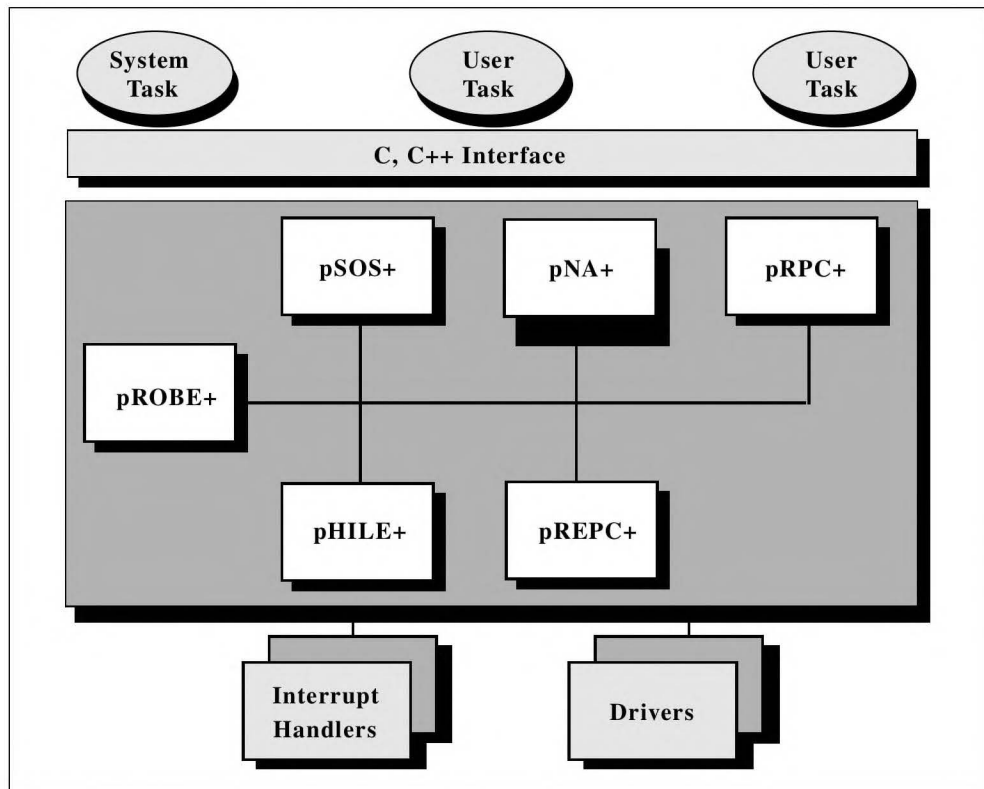 System
Task
User
Task
User
Task
C, C++ Interface
pSOS+
pNA+
pRPC+
pROBE+
pHILE+
pREPC+
Interrupt
Handlers
Drivers